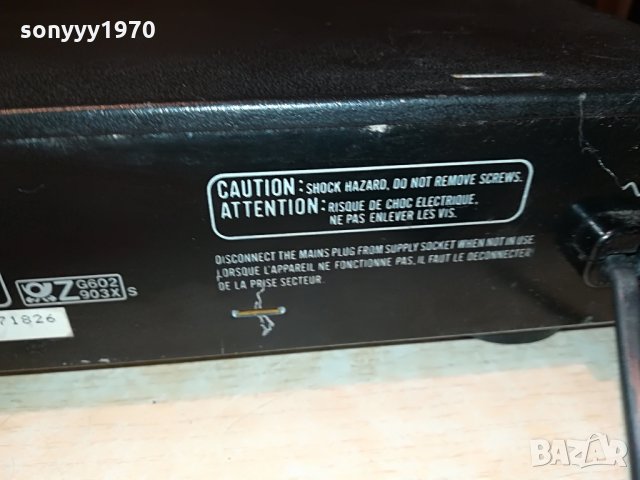 sonyyy1970
CAUTION: SHOCK HAZARD, DO NOT REMOVE SCREWS.
ATTENTION: RISQUE DE CHOC ELECTRIQUE,
NE PAS ENLEVER LES VIS.
DISCONNECT THE MAINS PLUG FROM SUPPLY SOCKET WHEN NOT IN USE.
LORSQUE L'APPAREIL NE FONCTIONNE PAS, IL FAUT LE DECONNECTER
DE LA PRISE SECTEUR.
Z G602
903X S
71826
BAZAR